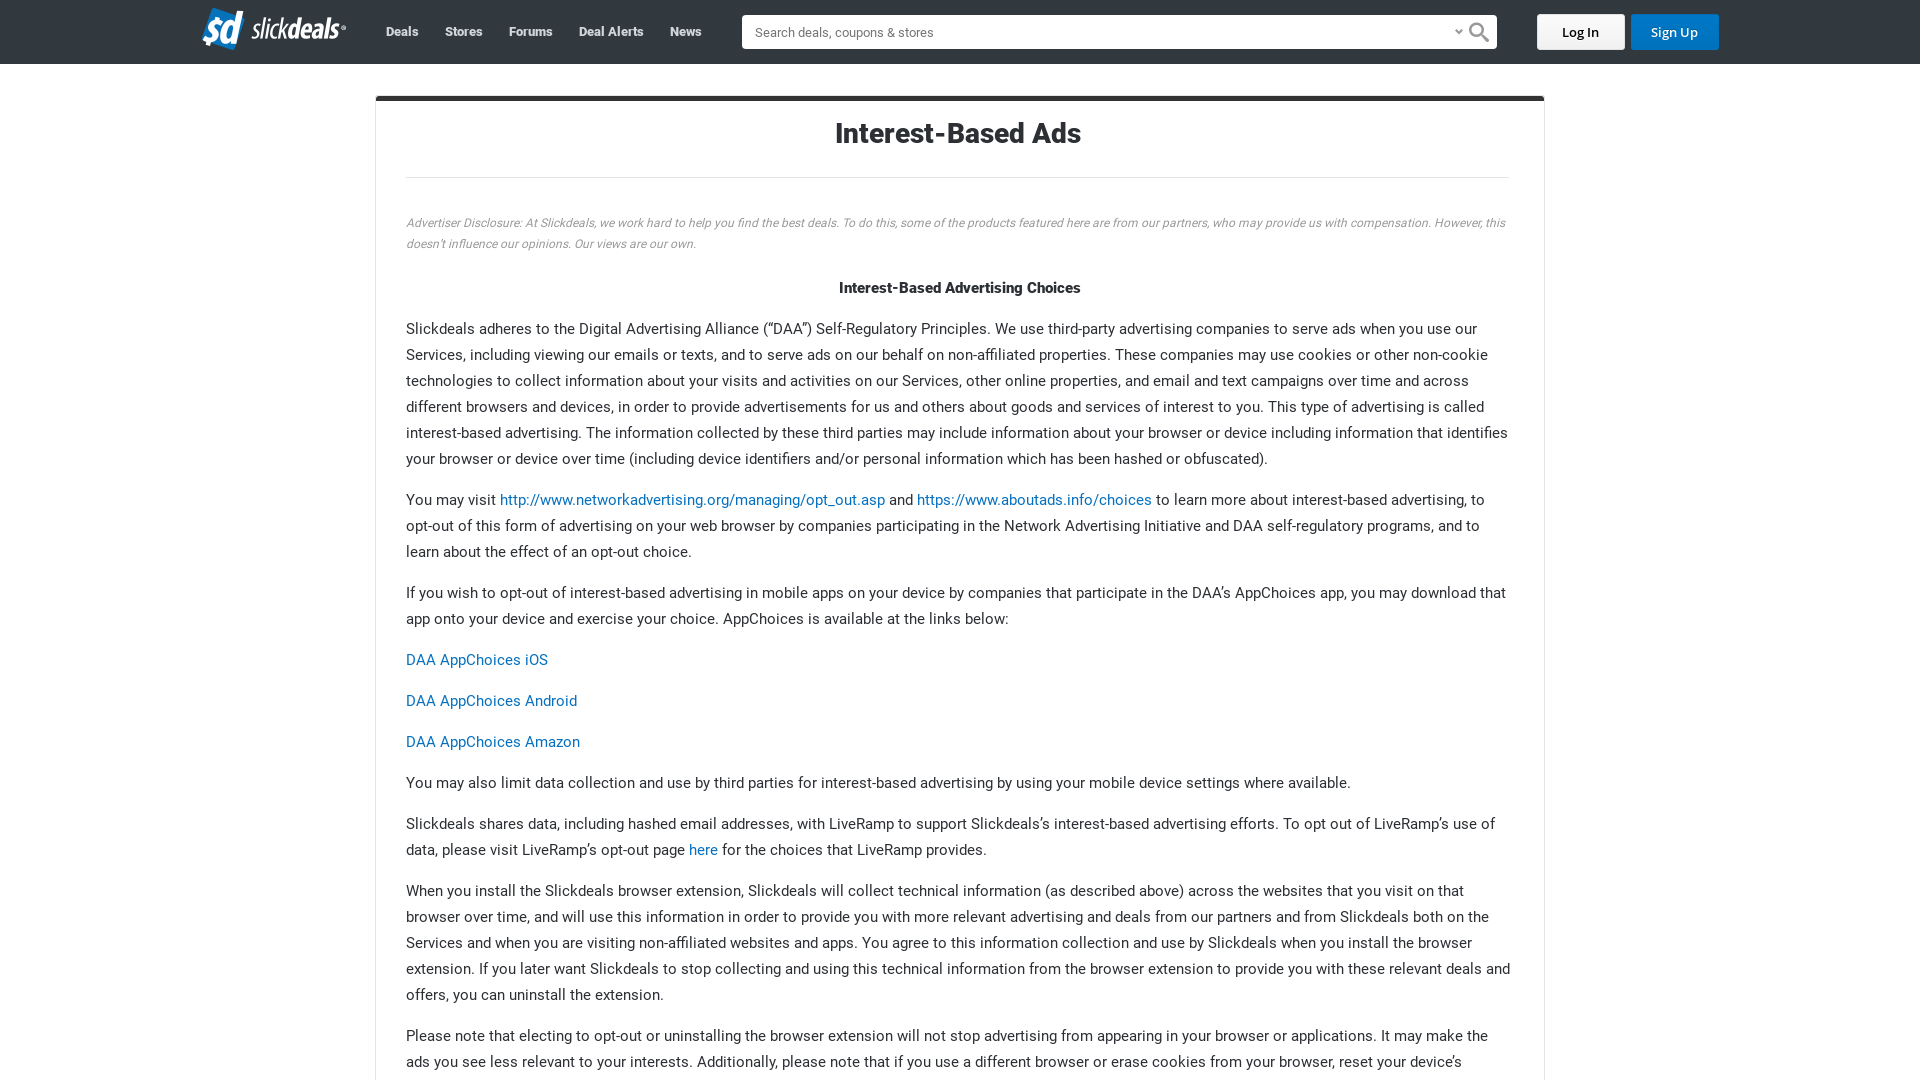 $d slickdeals®
Deals
Stores
Forums
Deal Alerts
News
Search deals, coupons & stores
Log In
Sign Up
Interest-Based Ads
Advertiser Disclosure: At Slickdeals, we work hard to help you find the best deals. To do this, some of the products featured here are from our partners, who may provide us with compensation. However, this
doesn’t influence our opinions. Our views are our own.
Interest-Based Advertising Choices
Slickdeals adheres to the Digital Advertising Alliance (“DAA”) Self-Regulatory Principles. We use third-party advertising companies to serve ads when you use our
Services, including viewing our emails or texts, and to serve ads on our behalf on non-affiliated properties. These companies may use cookies or other non-cookie
technologies to collect information about your visits and activities on our Services, other online properties, and email and text campaigns over time and across
different browsers and devices, in order to provide advertisements for us and others about goods and services of interest to you. This type of advertising is called
interest-based advertising. The information collected by these third parties may include information about your browser or device including information that identifies
your browser or device over time (including device identifiers and/or personal information which has been hashed or obfuscated).
You may visit http://www.networkadvertising.org/managing/opt_out.asp and https://www.aboutads.info/choices to learn more about interest-based advertising, to
opt-out of this form of advertising on your web browser by companies participating in the Network Advertising Initiative and DAA self-regulatory programs, and to
learn about the effect of an opt-out choice.
If you wish to opt-out of interest-based advertising in mobile apps on your device by companies that participate in the DAA’s AppChoices app, you may download that
app onto your device and exercise your choice. AppChoices is available at the links below:
DAA AppChoices iOS
DAA AppChoices Android
DAA AppChoices Amazon
You may also limit data collection and use by third parties for interest-based advertising by using your mobile device settings where available.
Slickdeals shares data, including hashed email addresses, with LiveRamp to support Slickdeals’s interest-based advertising efforts. To opt out of LiveRamp’s use of
data, please visit LiveRamp’s opt-out page here for the choices that LiveRamp provides.
When you install the Slickdeals browser extension, Slickdeals will collect technical information (as described above) across the websites that you visit on that
browser over time, and will use this information in order to provide you with more relevant advertising and deals from our partners and from Slickdeals both on the
Services and when you are visiting non-affiliated websites and apps. You agree to this information collection and use by Slickdeals when you install the browser
extension. If you later want Slickdeals to stop collecting and using this technical information from the browser extension to provide you with these relevant deals and
offers, you can uninstall the extension.
Please note that electing to opt-out or uninstalling the browser extension will not stop advertising from appearing in your browser or applications. It may make the
ads you see less relevant to your interests. Additionally, please note that if you use a different browser or erase cookies from your browser, reset your device’s